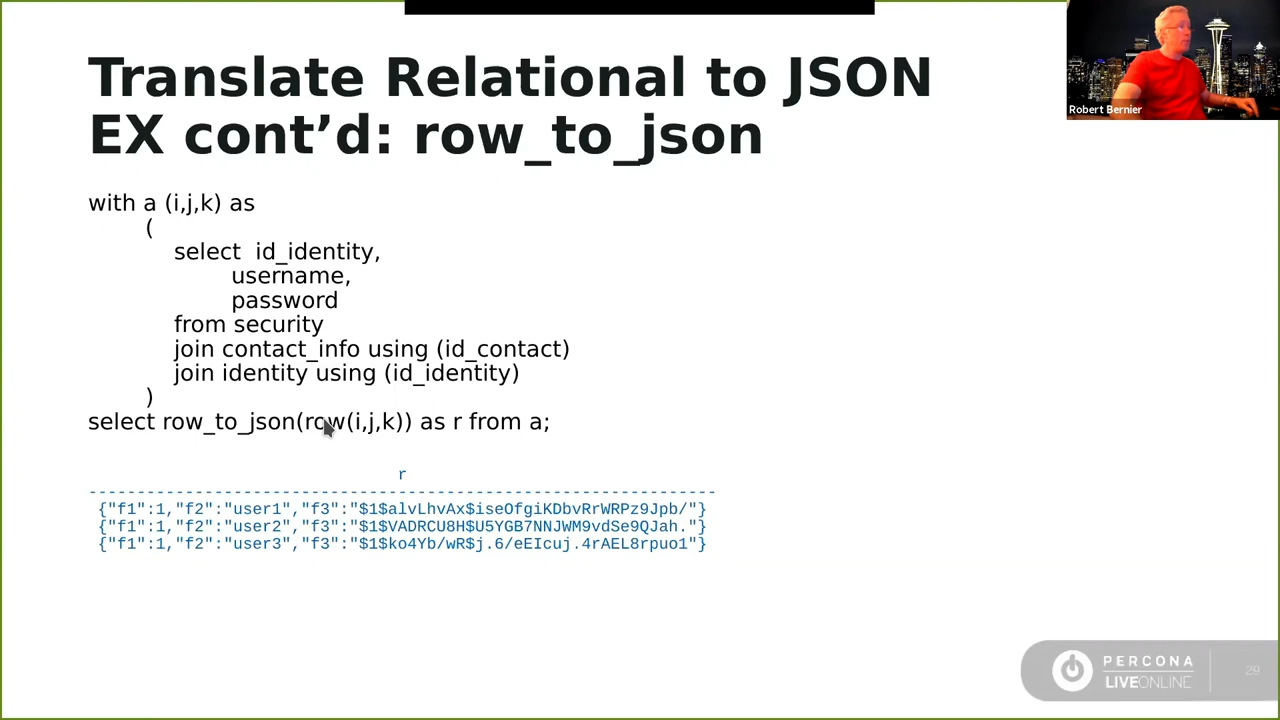 Translate Relational to JSON
EX cont’d: row_to_json
Robert Bernier
with a (i,j,k) as
(
select id_identity,
username,
password
from security
join contact_info using (id_contact)
join identity using (id_identity)
)
select row_to_json(row(i,j,k)) as r from a;
r
-----------------------------------------------------------------
{"f1":1,"f2":"user1","f3":"$1$alvLhvAx$iseOfgiKDbvRrWRPz9Jpb/"}
{"f1":1,"f2":"user2","f3":"$1$VADRCU8H$U5YGB7NNJWM9vdSe9QJah."}
{"f1":1,"f2":"user3","f3":"$1$ko4Yb/wR$j.6/eEIcuj.4rAEL8rpuo1"}
PERCONA
LIVEONLINE
29